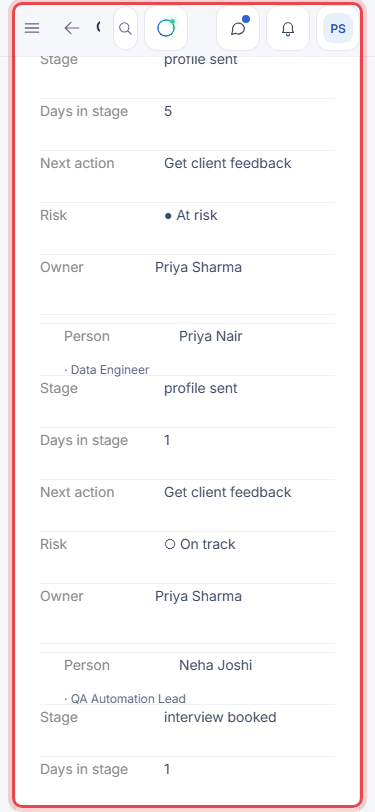 PS
Stage profile sent
Days in stage 5
Next action Get client feedback
Risk ● At risk
Owner Priya Sharma
Person Priya Nair
· Data Engineer
Stage profile sent
Days in stage 1
Next action Get client feedback
Risk ○ On track
Owner Priya Sharma
Person Neha Joshi
· QA Automation Lead
Stage interview booked
Days in stage 1